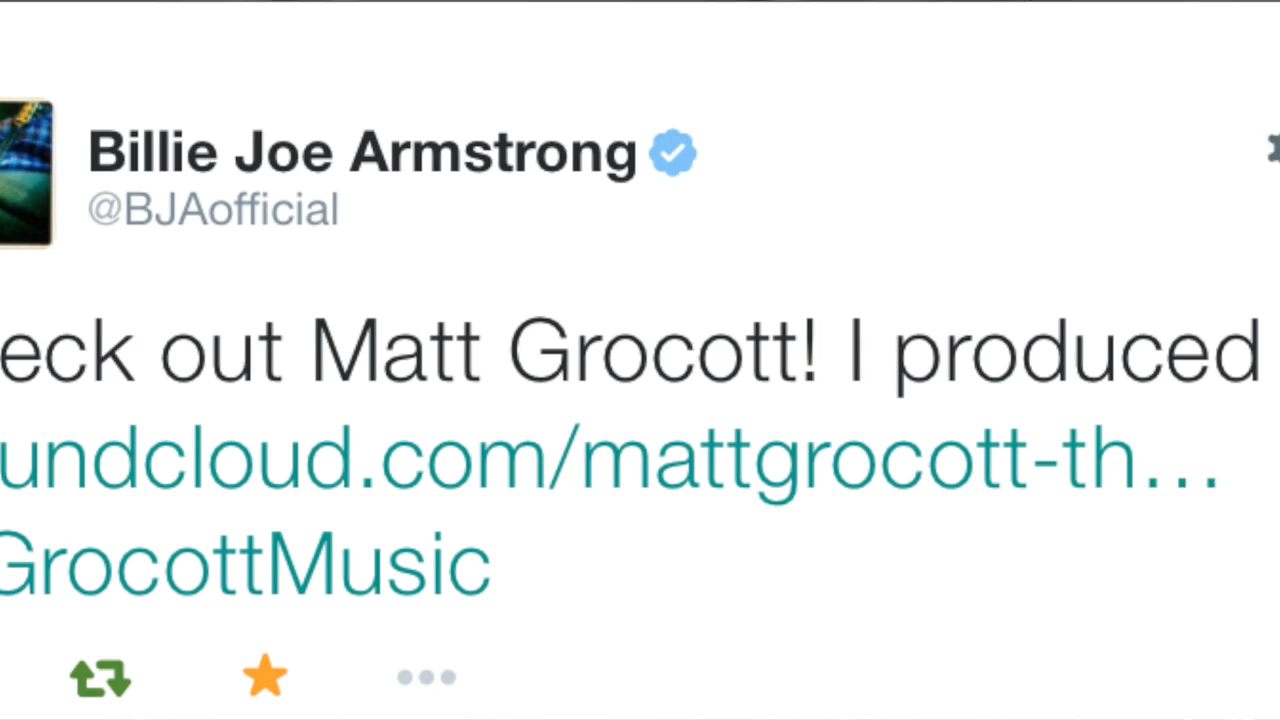 Billie Joe Armstrong
@BJAofficial
eck out Matt Grocott! I produced
undcloud.com/mattgrocott-th...
GrocottMusic